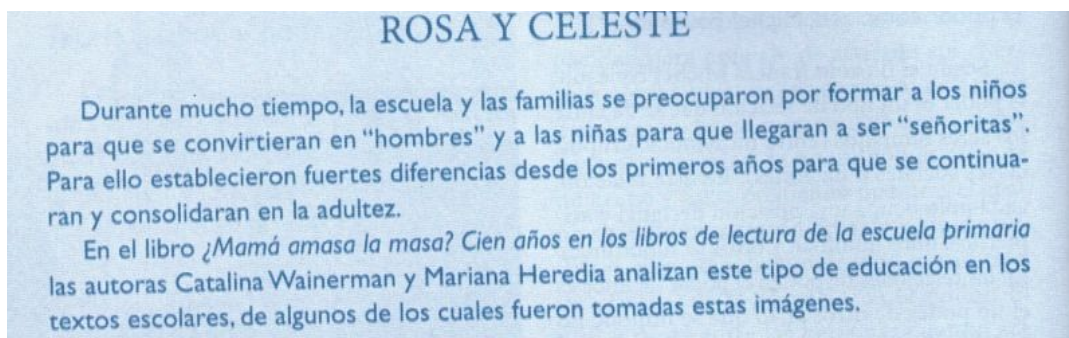 ROSA Y CELESTE
Durante mucho tiempo, la escuela y las familias se preocuparon por formar a los niños
para que se convirtieran en “hombres” y a las niñas para que llegaran a ser “señoritas”.
Para ello establecieron fuertes diferencias desde los primeros años para que se continua-
ran y consolidaran en la adultez.
En el libro ¿Mamá amasa la masa? Cien años en los libros de lectura de la escuela primaria
las autoras Catalina Wainerman y Mariana Heredia analizan este tipo de educación en los
textos escolares, de algunos de los cuales fueron tomadas estas imágenes.